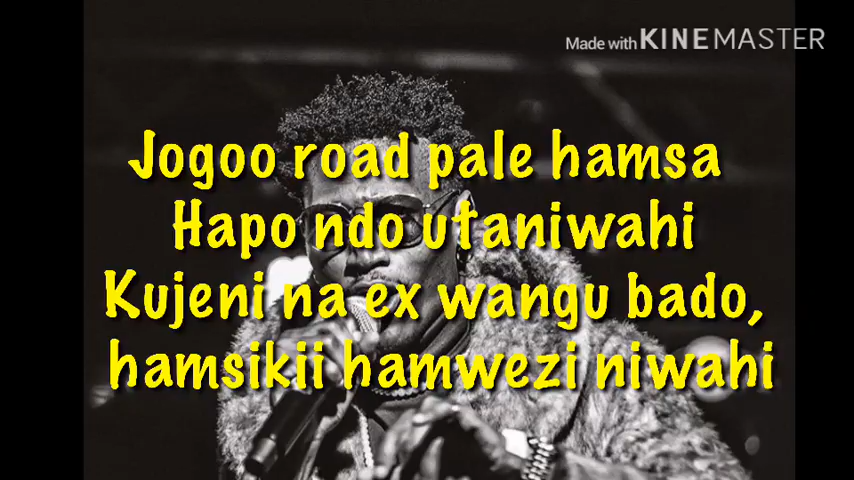 Made with KINEMASTER
Jogoo road pale hamsa
Hapo ndo utaniwahi
Kujeni na ex wangu bado,
hamsikii hamwezi niwahi